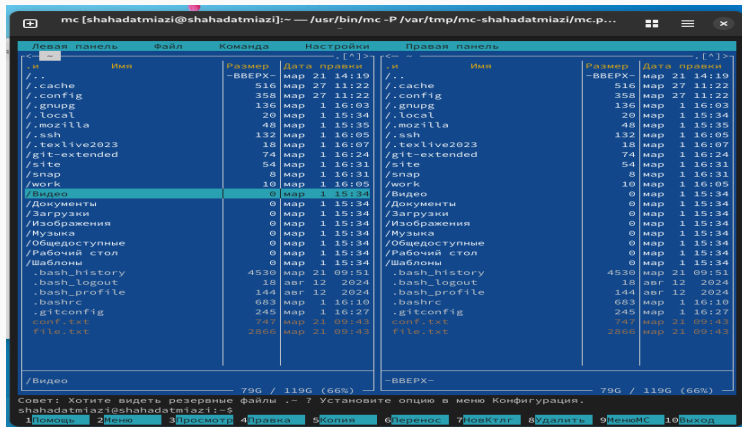 mc [shahadatmiazi@shahadatmiazi]:~ — /usr/bin/mc -P /var/tmp/mc-shahadatmiazi/mc.p...
Левая панель Файл Команда Настройки Правая панель
<— ~ .[^]> <— ~ .[^]>
.и Имя Размер Дата правки .и Имя Размер Дата правки
/.. -ВВЕРХ- мар 21 14:19 /.. -ВВЕРХ- мар 21 14:19
/.cache 516 мар 27 11:22 /.cache 516 мар 27 11:22
/.config 358 мар 27 11:22 /.config 358 мар 27 11:22
/.gnupg 136 мар 1 16:03 /.gnupg 136 мар 1 16:03
/.local 20 мар 1 15:34 /.local 20 мар 1 15:34
/.mozilla 48 мар 1 15:35 /.mozilla 48 мар 1 15:35
/.ssh 132 мар 1 16:05 /.ssh 132 мар 1 16:05
/.texlive2023 18 мар 1 16:07 /.texlive2023 18 мар 1 16:07
/git-extended 74 мар 1 16:24 /git-extended 74 мар 1 16:24
/site 54 мар 1 16:31 /site 54 мар 1 16:31
/snap 8 мар 1 16:31 /snap 8 мар 1 16:31
/work 10 мар 1 16:05 /work 10 мар 1 16:05
/Видео 0 мар 1 15:34 /Видео 0 мар 1 15:34
/Документы 0 мар 1 15:34 /Документы 0 мар 1 15:34
/Загрузки 0 мар 1 15:34 /Загрузки 0 мар 1 15:34
/Изображения 0 мар 1 15:34 /Изображения 0 мар 1 15:34
/Музыка 0 мар 1 15:34 /Музыка 0 мар 1 15:34
/Общедоступные 0 мар 1 15:34 /Общедоступные 0 мар 1 15:34
/Рабочий стол 0 мар 1 15:34 /Рабочий стол 0 мар 1 15:34
/Шаблоны 0 мар 1 15:34 /Шаблоны 0 мар 1 15:34
.bash_history 4530 мар 21 09:51 .bash_history 4530 мар 21 09:51
.bash_logout 18 авг 12 2024 .bash_logout 18 авг 12 2024
.bash_profile 144 авг 12 2024 .bash_profile 144 авг 12 2024
.bashrc 683 мар 1 16:10 .bashrc 683 мар 1 16:10
.gitconfig 245 мар 1 16:27 .gitconfig 245 мар 1 16:27
conf.txt 747 мар 21 09:43 conf.txt 747 мар 21 09:43
file.txt 2866 мар 21 09:43 file.txt 2866 мар 21 09:43
/Видео -ВВЕРХ-
79G / 119G (66%) 79G / 119G (66%)
Совет: Хотите видеть резервные файлы .~ ? Установите опцию в меню Конфигурация.
shahadatmiazi@shahadatmiazi:~$
1Помощь 2Меню 3Просмотр 4Правка 5Копия 6Перенос 7НовКтлг 8Удалить 9МенюMC 10Выход